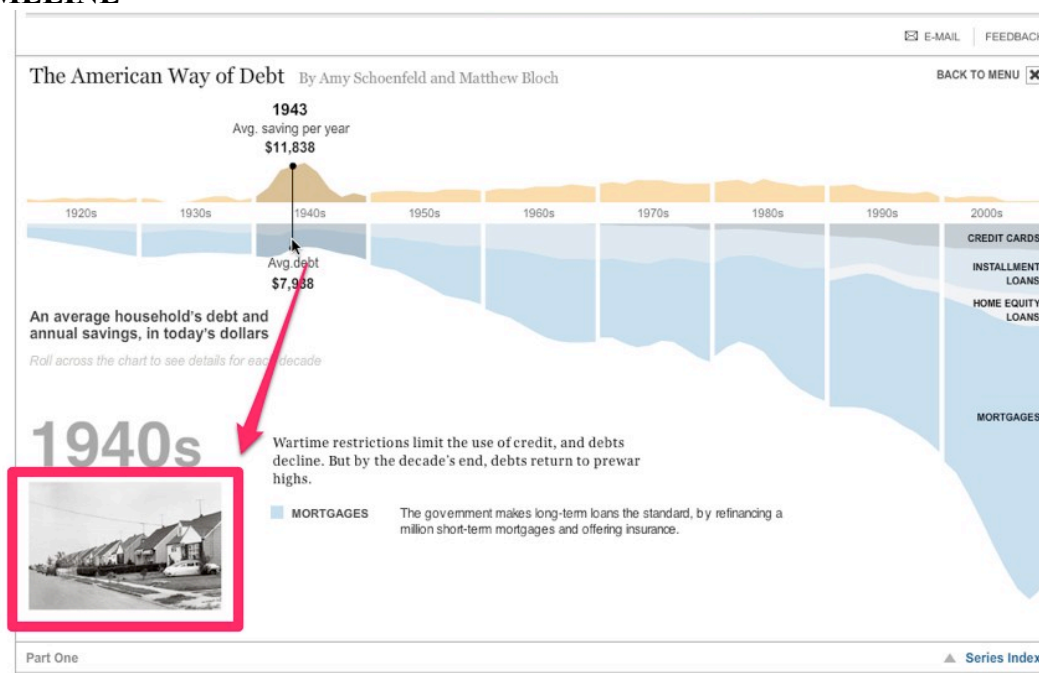 E-MAIL FEEDBACK
The American Way of Debt By Amy Schoenfeld and Matthew Bloch
BACK TO MENU
1943
Avg. saving per year
$11,838
1920s 1930s 1940s 1950s 1960s 1970s 1980s 1990s 2000s
CREDIT CARDS
Avg.debt
$7,938
INSTALLMENT
LOANS
HOME EQUITY
LOANS
An average household's debt and
annual savings, in today's dollars
Roll across the chart to see details for each decade
MORTGAGES
1940s
Wartime restrictions limit the use of credit, and debts
decline. But by the decade's end, debts return to prewar
highs.
MORTGAGES The government makes long-term loans the standard, by refinancing a
million short-term mortgages and offering insurance.
Part One
Series Index